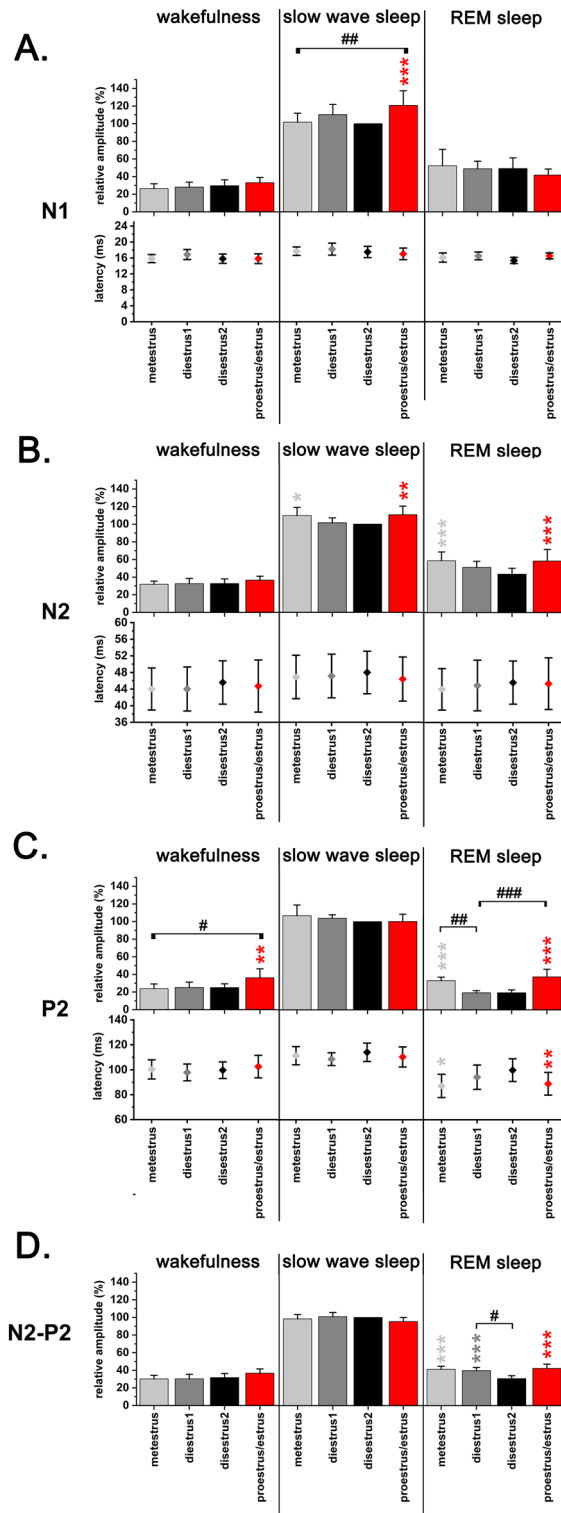 A.
wakefulness slow wave sleep REM sleep
##
***
N1
relative amplitude (%)
140
120
100
80
60
40
20
0
latency (ms)
24
20
16
12
8
4
0
metestrus diestrus1 disestrus2 proestrus/estrus metestrus diestrus1 disestrus2 proestrus/estrus metestrus diestrus1 disestrus2 proestrus/estrus
B.
wakefulness slow wave sleep REM sleep
* ** *** ***
N2
relative amplitude (%)
140
120
100
80
60
40
20
0
latency (ms)
60
56
52
48
44
40
36
metestrus diestrus1 disestrus2 proestrus/estrus metestrus diestrus1 disestrus2 proestrus/estrus metestrus diestrus1 disestrus2 proestrus/estrus
C.
wakefulness slow wave sleep REM sleep
# ## ###
** *** ***
P2
relative amplitude (%)
140
120
100
80
60
40
20
0
latency (ms)
140
120
100
80
60
* **
metestrus diestrus1 disestrus2 proestrus/estrus metestrus diestrus1 disestrus2 proestrus/estrus metestrus diestrus1 disestrus2 proestrus/estrus
D.
wakefulness slow wave sleep REM sleep
#
*** *** ***
N2-P2
relative amplitude (%)
140
120
100
80
60
40
20
0
metestrus diestrus1 disestrus2 proestrus/estrus metestrus diestrus1 disestrus2 proestrus/estrus metestrus diestrus1 disestrus2 proestrus/estrus